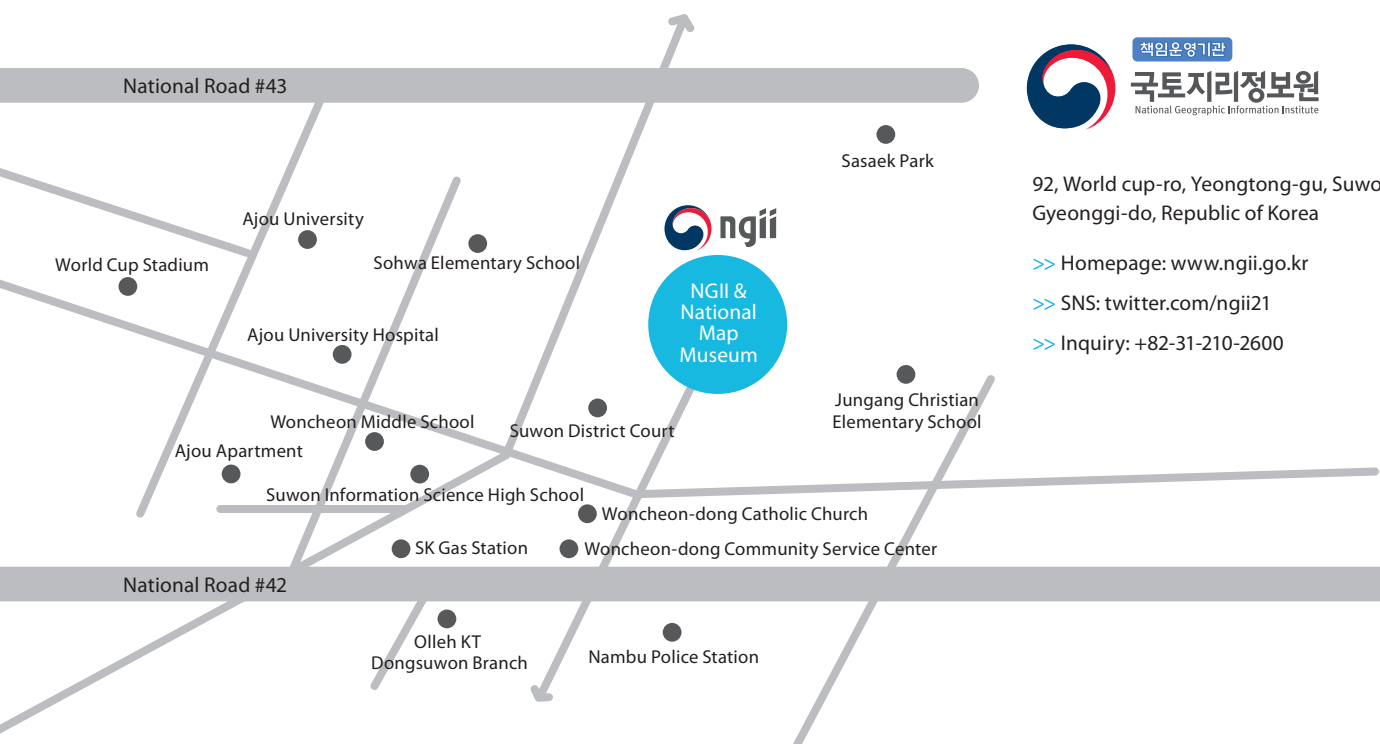 National Road #43
책임운영기관
국토지리정보원
National Geographic Information Institute
Sasaek Park
92, World cup-ro, Yeongtong-gu, Suwo
Gyeonggi-do, Republic of Korea
Ajou University
ngii
World Cup Stadium
Sohwa Elementary School
>> Homepage: www.ngii.go.kr
NGII &
National
Map
Museum
>> SNS: twitter.com/ngii21
Ajou University Hospital
>> Inquiry: +82-31-210-2600
Jungang Christian
Elementary School
Woncheon Middle School
Suwon District Court
Ajou Apartment
Suwon Information Science High School
Woncheon-dong Catholic Church
SK Gas Station
Woncheon-dong Community Service Center
National Road #42
Olleh KT
Dongsuwon Branch
Nambu Police Station